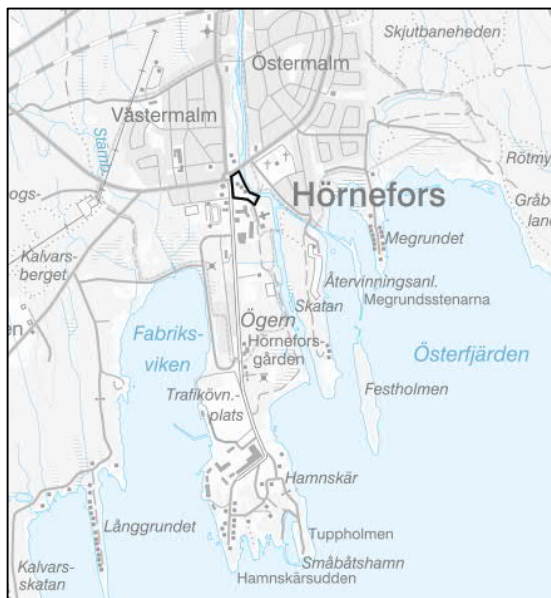 Skjutbaneheden
Östermalm
Västermalm
Rötmy
Hörnefors
Kalvars-
berget
Megrundet
Återvinningsanl.
Megrundsstenarna
Skatan
Ögern
Fabriks-
viken
Hörnefors-
gården
Österfjärden
Trafikövn.-
plats
Festholmen
Hamnskär
Långgrundet
Tuppholmen
Småbåtshamn
Hamnskärsudden
Kalvars-
skatan